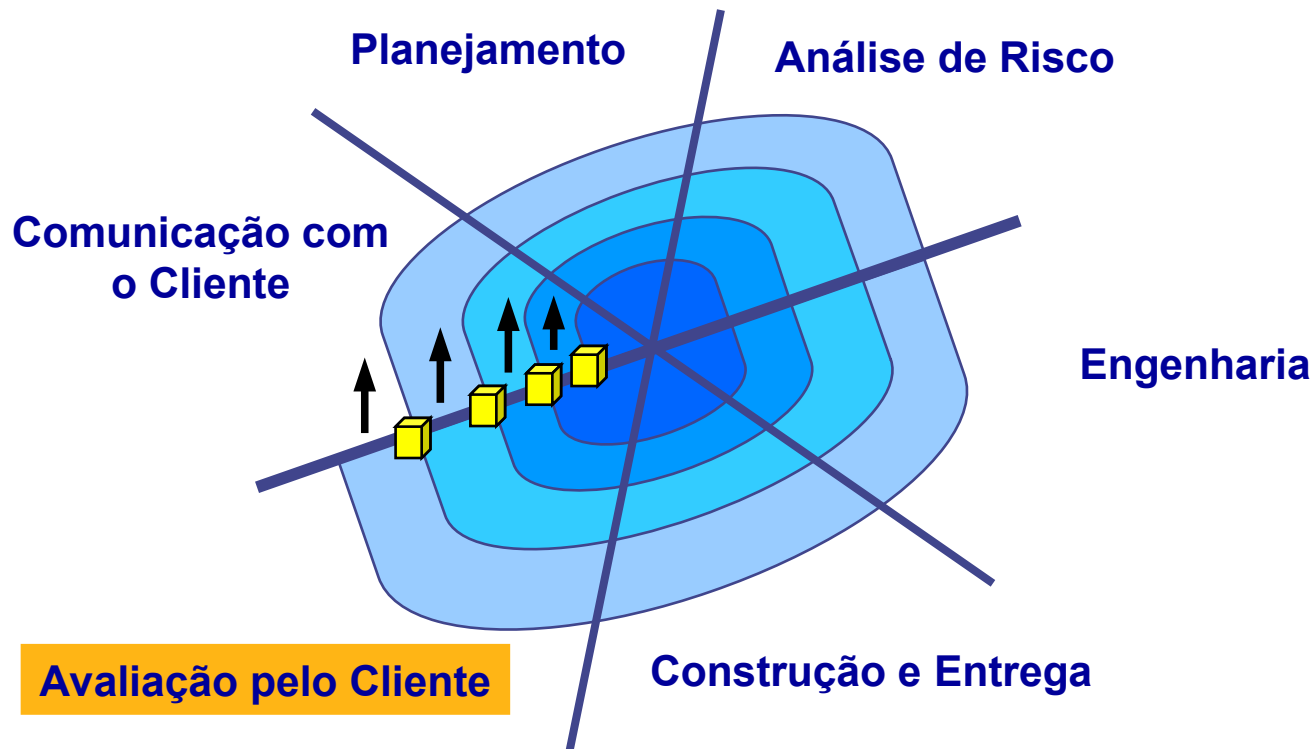 Planejamento
Análise de Risco
Comunicação com
o Cliente
Engenharia
Avaliação pelo Cliente
Construção e Entrega